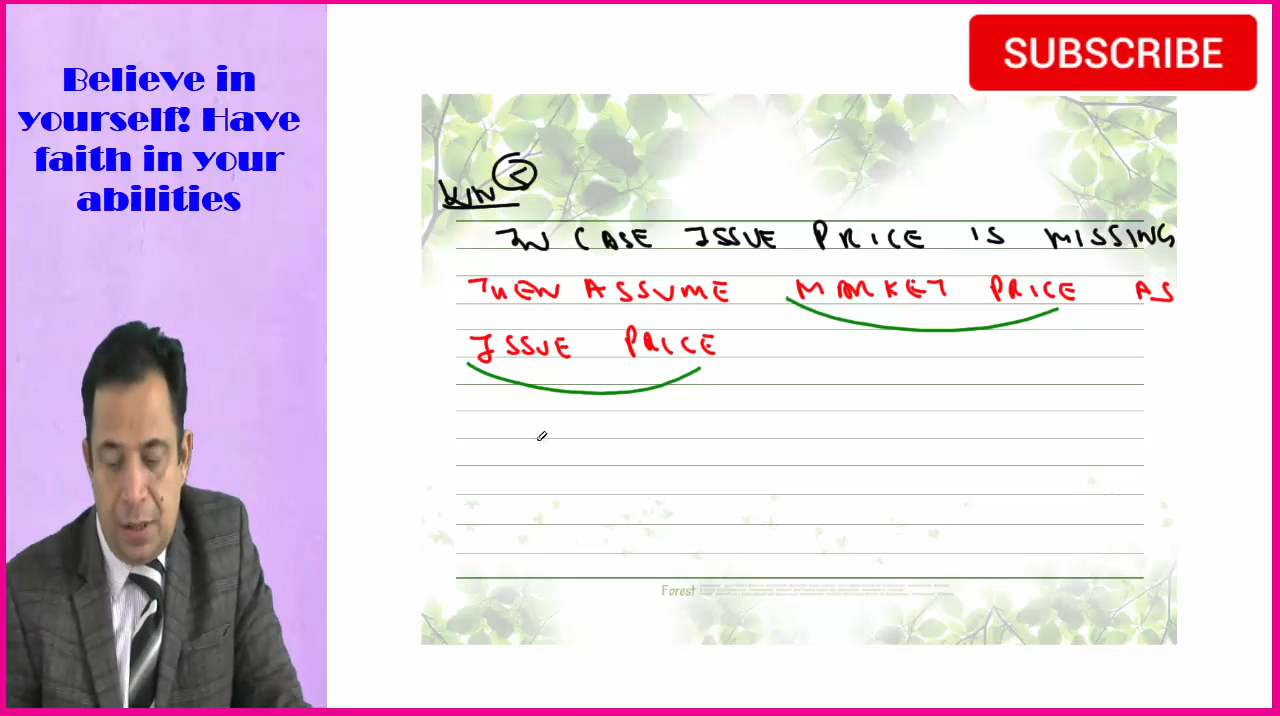 Believe in
yourself! Have
faith in your
abilities
SUBSCRIBE
5
IN CASE ISSUE PRICE IS MISSING
THEN ASSUME MARKET PRICE AS
ISSUE PRICE
Forest